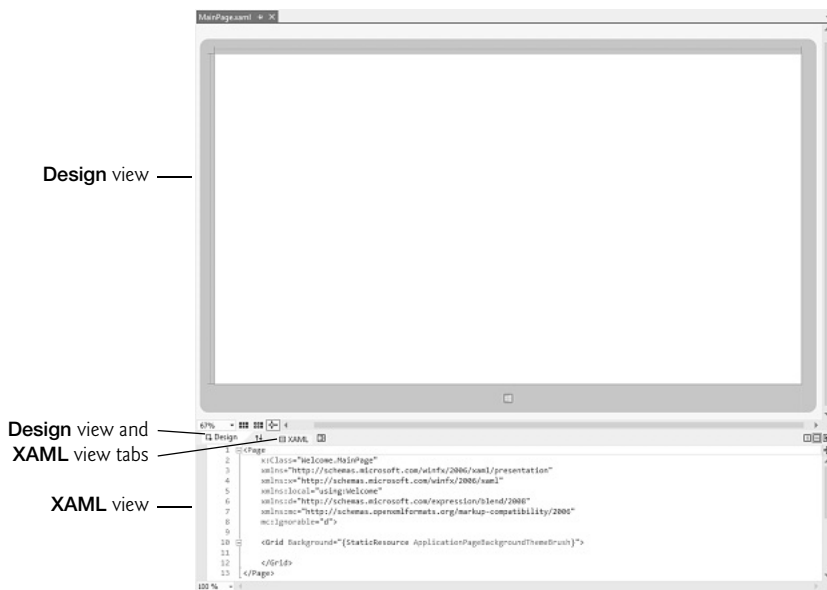 MainPage.xaml
Design view
67%
Design view and
XAML view tabs
Design
XAML
XAML view
1 <Page
2 x:Class="Welcome.MainPage"
3 xmlns="http://schemas.microsoft.com/winfx/2006/xaml/presentation"
4 xmlns:x="http://schemas.microsoft.com/winfx/2006/xaml"
5 xmlns:local="using:Welcome"
6 xmlns:d="http://schemas.microsoft.com/expression/blend/2008"
7 xmlns:mc="http://schemas.openxmlformats.org/markup-compatibility/2006"
8 mc:Ignorable="d">
9
10 <Grid Background="{StaticResource ApplicationPageBackgroundThemeBrush}">
11
12 </Grid>
13 </Page>
100 %